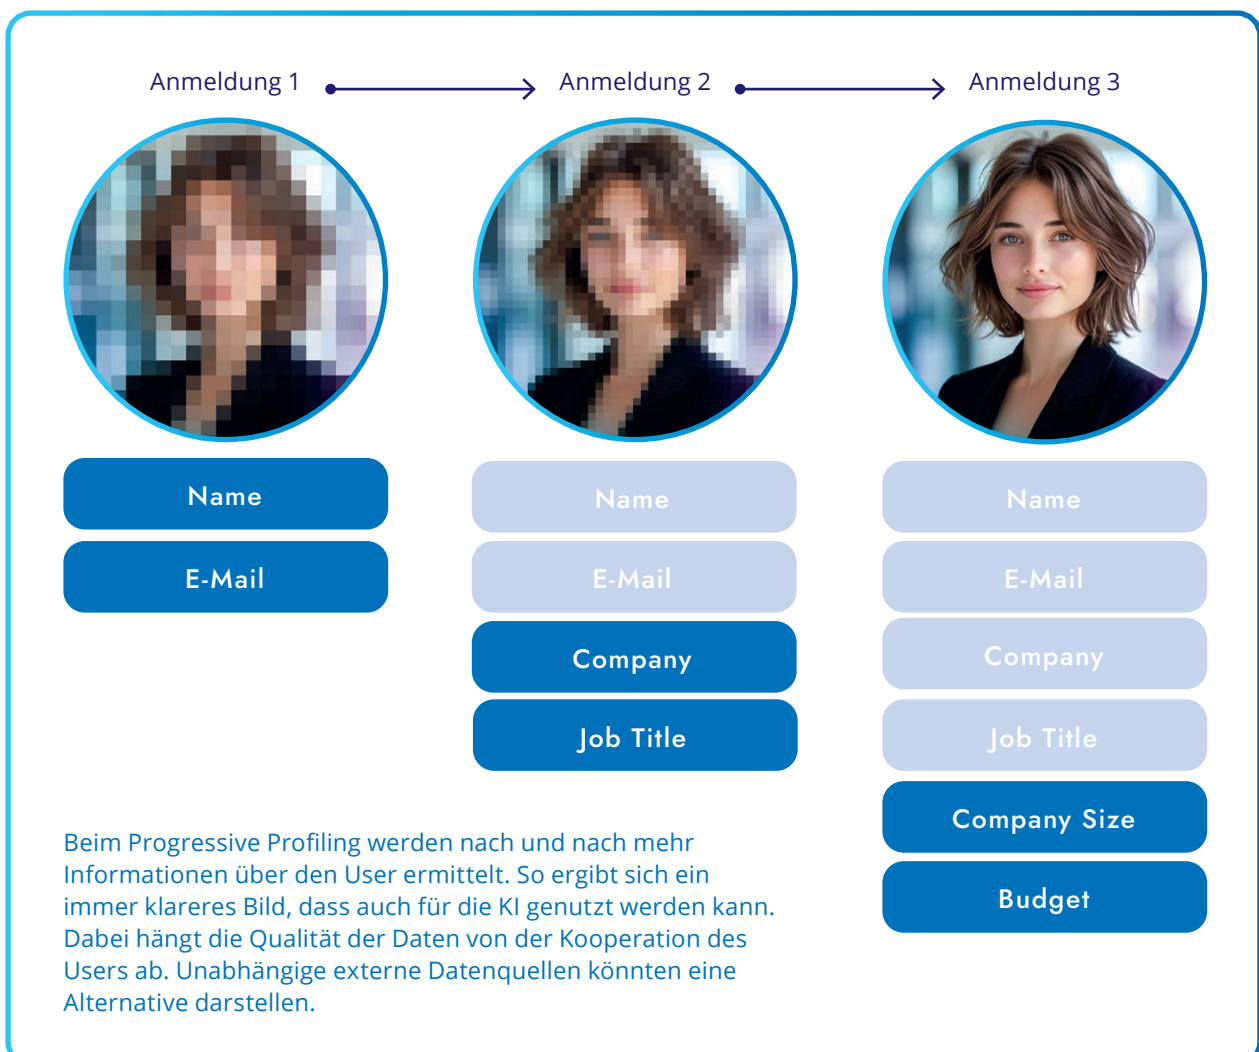 Anmeldung 1
Anmeldung 2
Anmeldung 3
Name
E-Mail
Name
E-Mail
Company
Job Title
Name
E-Mail
Company
Job Title
Company Size
Budget
Beim Progressive Profiling werden nach und nach mehr
Informationen über den User ermittelt. So ergibt sich ein
immer klareres Bild, dass auch für die KI genutzt werden kann.
Dabei hängt die Qualität der Daten von der Kooperation des
Users ab. Unabhängige externe Datenquellen könnten eine
Alternative darstellen.